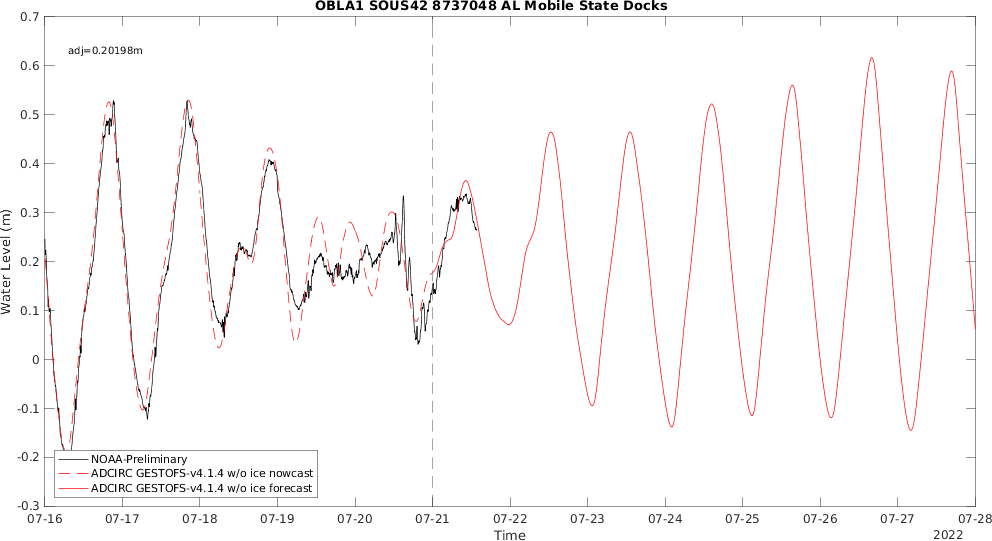 OBLA1 SOUS42 8737048 AL Mobile State Docks
0.7
0.6
0.5
0.4
0.3
0.2
0.1
0
-0.1
-0.2
-0.3
Water Level (m)
adj=0.20198m
NOAA-Preliminary
ADCIRC GESTOFS-v4.1.4 w/o ice nowcast
ADCIRC GESTOFS-v4.1.4 w/o ice forecast
07-16 07-17 07-18 07-19 07-20 07-21 07-22 07-23 07-24 07-25 07-26 07-27 07-28
Time
2022